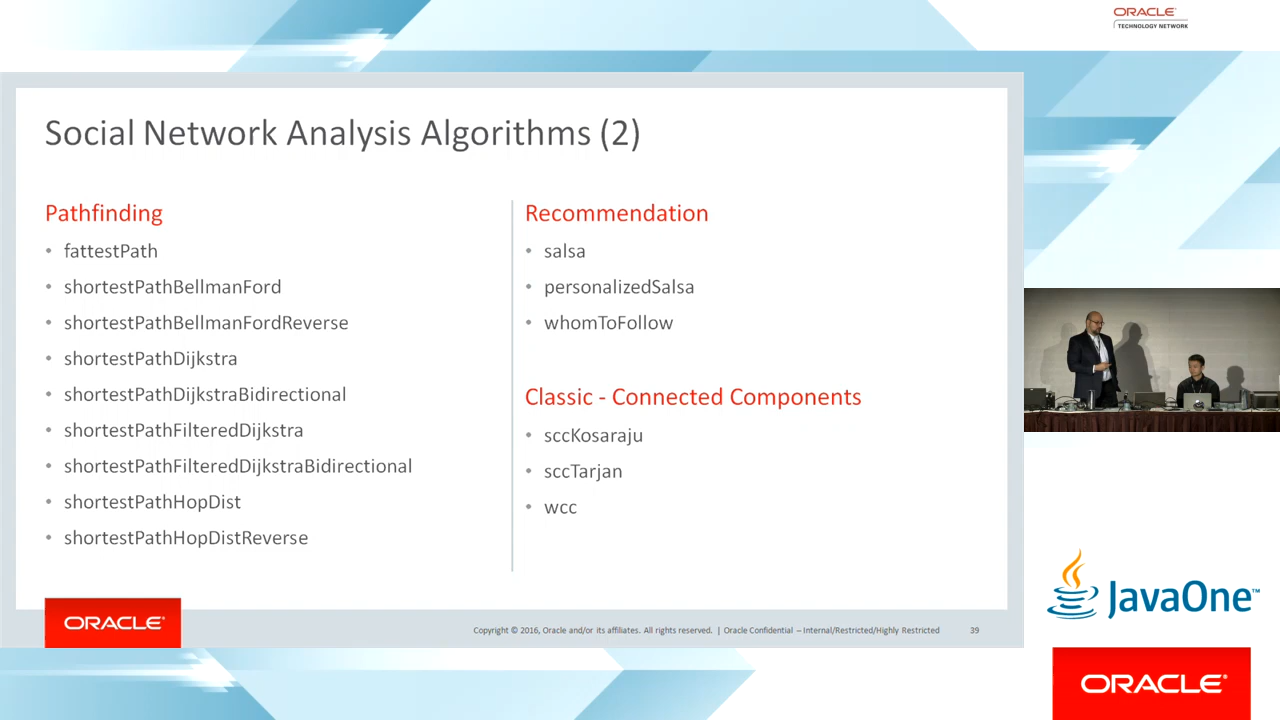 ORACLE
TECHNOLOGY NETWORK
Social Network Analysis Algorithms (2)
Pathfinding
• fattestPath
• shortestPathBellmanFord
• shortestPathBellmanFordReverse
• shortestPathDijkstra
• shortestPathDijkstraBidirectional
• shortestPathFilteredDijkstra
• shortestPathFilteredDijkstraBidirectional
• shortestPathHopDist
• shortestPathHopDistReverse
Recommendation
• salsa
• personalizedSalsa
• whomToFollow
Classic - Connected Components
• sccKosaraju
• sccTarjan
• wcc
ORACLE
Copyright © 2016, Oracle and/or its affiliates. All rights reserved. | Oracle Confidential – Internal/Restricted/Highly Restricted 39
JavaOne™
ORACLE